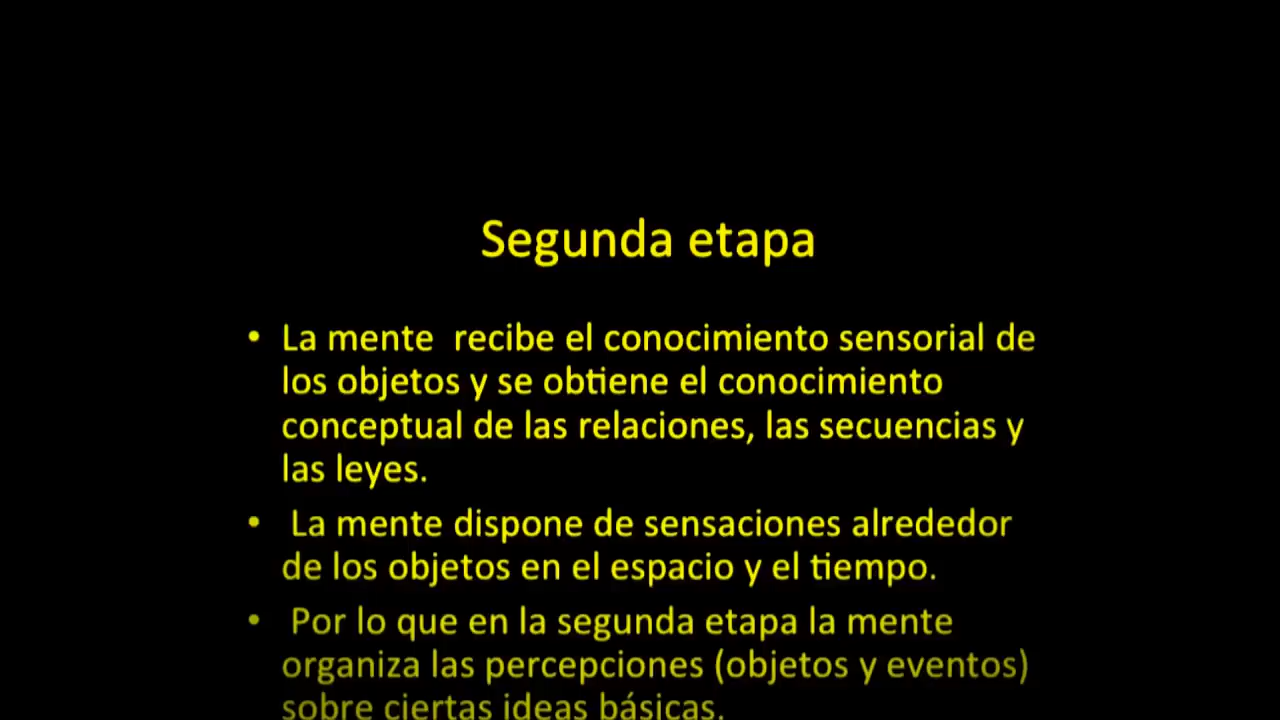 Segunda etapa
• La mente recibe el conocimiento sensorial de
los objetos y se obtiene el conocimiento
conceptual de las relaciones, las secuencias y
las leyes.
• La mente dispone de sensaciones alrededor
de los objetos en el espacio y el tiempo.
• Por lo que en la segunda etapa la mente
organiza las percepciones (objetos y eventos)
sobre ciertas ideas básicas.